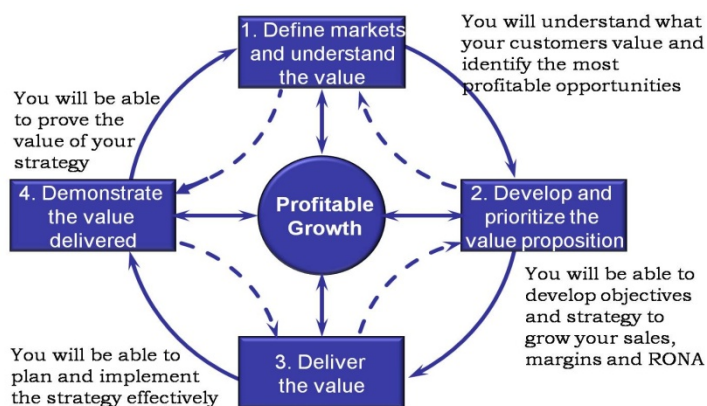 1. Define markets
and understand
the value
You will understand what
your customers value and
identify the most
profitable opportunities
You will be able
to prove the
value of your
strategy
4. Demonstrate
the value
delivered
Profitable
Growth
2. Develop and
prioritize the
value proposition
You will be able to
develop objectives
and strategy to
grow your sales,
margins and RONA
You will be able to
plan and implement
the strategy effectively
3. Deliver
the value